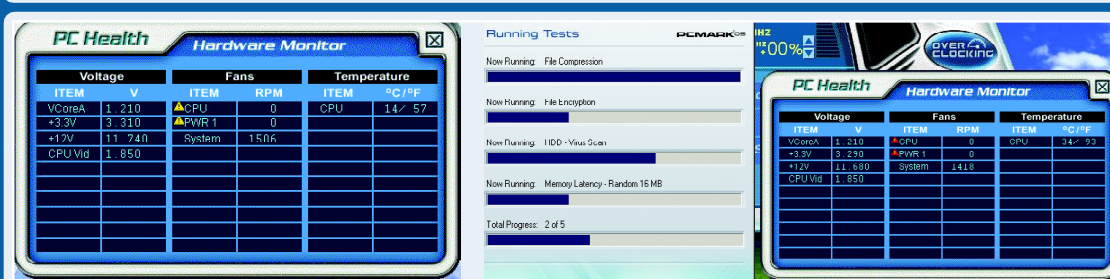 PC Health Hardware Monitor
Voltage Fans Temperature
ITEM V ITEM RPM ITEM °C/°F
VCoreA 1.210 CPU 0 CPU 14/ 57
+3.3V 3.310 PWR 1 0
+12V 11.740 System 1506
CPU Vid 1.850
Running Tests PCMARK05
Now Running: File Compression
Now Running: File Encryption
Now Running: HDD - Virus Scan
Now Running: Memory Latency - Random 16 MB
Total Progress: 2 of 5
00%
OVER CLOCKING
PC Health Hardware Monitor
Voltage Fans Temperature
ITEM V ITEM RPM ITEM °C/°F
VCoreA 1.210 CPU 0 CPU 34/ 93
+3.3V 3.290 PWR 1 0
+12V 11.680 System 1418
CPU Vid 1.850